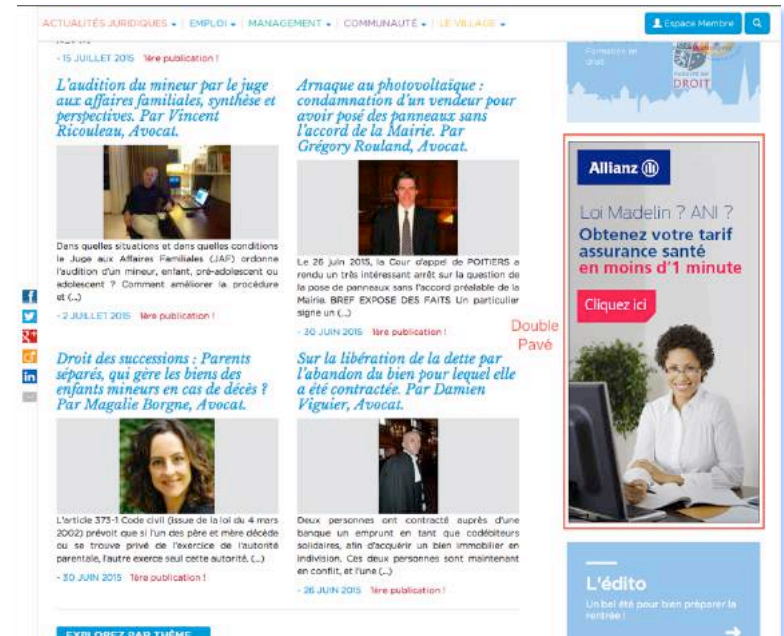 ACTUALITÉS JURIDIQUES EMPLOI MANAGEMENT COMMUNAUTÉ LE VILLAGE Espace Membre
- 15 JUILLET 2015 1ère publication !
L'audition du mineur par le juge
aux affaires familiales, synthèse et
perspectives. Par Vincent
Ricouleau, Avocat.
Dans quelles situations et dans quelles conditions
le Juge aux Affaires Familiales (JAF) ordonne
l'audition d'un mineur, enfant, pré-adolescent ou
adolescent ? Comment améliorer la procédure
et (...)
- 2 JUILLET 2015 1ère publication !
Arnaque au photovoltaïque :
condamnation d'un vendeur pour
avoir posé des panneaux sans
l'accord de la Mairie. Par
Grégory Rouland, Avocat.
Le 26 juin 2015, la Cour d'appel de POITIERS a
rendu un très intéressant arrêt sur la question de
la pose de panneaux sans l'accord préalable de la
Mairie. BREF EXPOSE DES FAITS Un particulier
signe un (...)
- 30 JUIN 2015 1ère publication !
Droit des successions : Parents
séparés, qui gère les biens des
enfants mineurs en cas de décès ?
Par Magalie Borgne, Avocat.
L'article 373-1 Code civil (issue de la loi du 4 mars
2002) prévoit que si l'un des père et mère décède
ou se trouve privé de l'exercice de l'autorité
parentale, l'autre exerce seul cette autorité. (...)
- 30 JUIN 2015 1ère publication !
Sur la libération de la dette par
l'abandon du bien pour lequel elle
a été contractée. Par Damien
Viguier, Avocat.
Deux personnes ont contracté auprès d'une
banque un emprunt en tant que codébiteurs
solidaires, afin d'acquérir un bien immobilier en
indivision. Ces deux personnes sont maintenant
en conflit, et l'une (...)
- 26 JUIN 2015 1ère publication !
EXPLOREZ PAR THÈME
Double
Pavé
Formation en
droit
DROIT
Allianz
Loi Madelin ? ANI ?
Obtenez votre tarif
assurance santé
en moins d'1 minute
Cliquez ici
L'édito
Un bel été pour bien préparer la
rentrée !